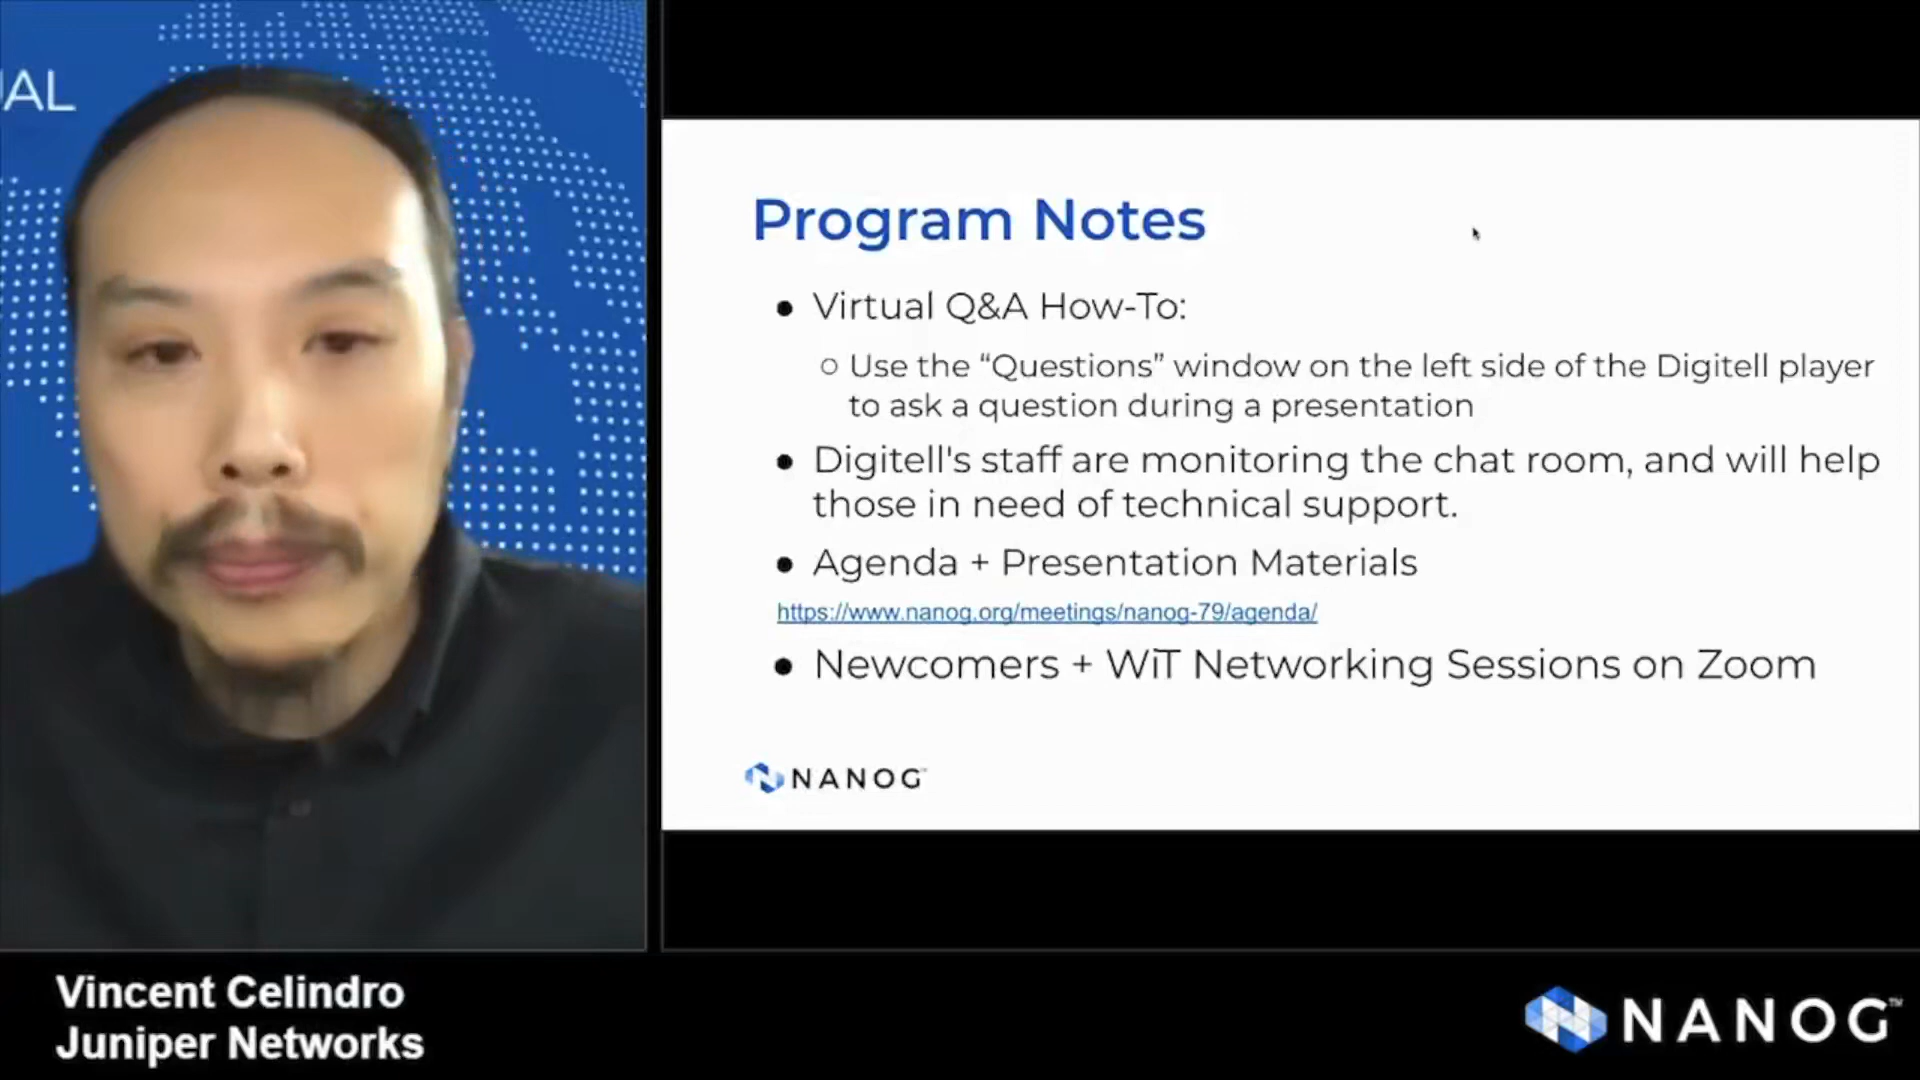 UAL
Program Notes
● Virtual Q&A How-To:
○ Use the “Questions” window on the left side of the Digitell player
to ask a question during a presentation
● Digitell's staff are monitoring the chat room, and will help
those in need of technical support.
● Agenda + Presentation Materials
https://www.nanog.org/meetings/nanog-79/agenda/
● Newcomers + WiT Networking Sessions on Zoom
NANOG™
Vincent Celindro
Juniper Networks
NANOG™